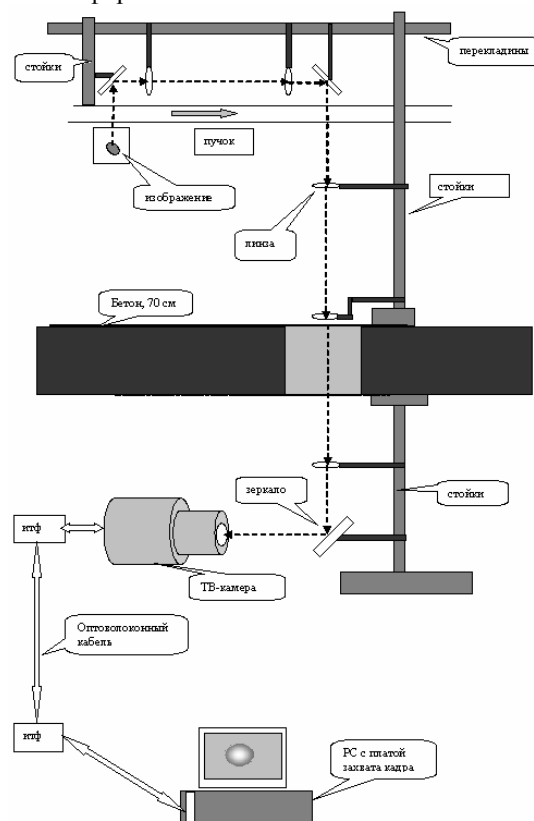 перекладины
стойки
пучок
стойки
изображение
линза
Бетон, 70 см
зеркало
стойки
итф
ТВ-камера
Оптоволоконный
кабель
итф
PC с платой
захвата кадра